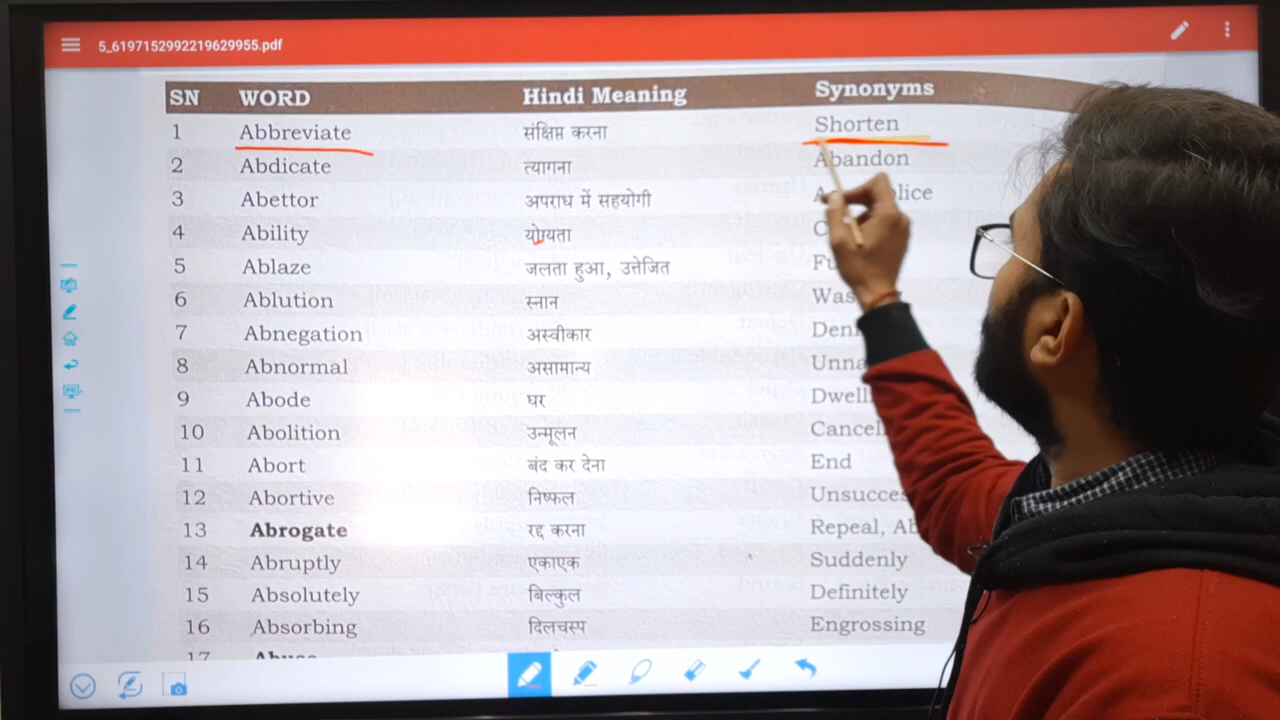 5_6197152992219629955.pdf
SN WORD Hindi Meaning Synonyms
1 Abbreviate संक्षिप्त करना Shorten
2 Abdicate त्यागना Abandon
3 Abettor अपराध में सहयोगी
4 Ability योग्यता
5 Ablaze जलता हुआ, उत्तेजित
6 Ablution स्नान
7 Abnegation अस्वीकार
8 Abnormal असामान्य
9 Abode घर
10 Abolition उन्मूलन
11 Abort बंद कर देना End
12 Abortive निष्फल
13 Abrogate रद्द करना Repeal,
14 Abruptly एकाएक Suddenly
15 Absolutely बिल्कुल Definitely
16 Absorbing दिलचस्प Engrossing
17